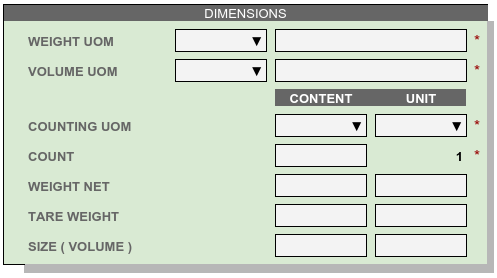 DIMENSIONS
WEIGHT UOM *
VOLUME UOM *
CONTENT UNIT
COUNTING UOM *
COUNT 1 *
WEIGHT NET
TARE WEIGHT
SIZE ( VOLUME )